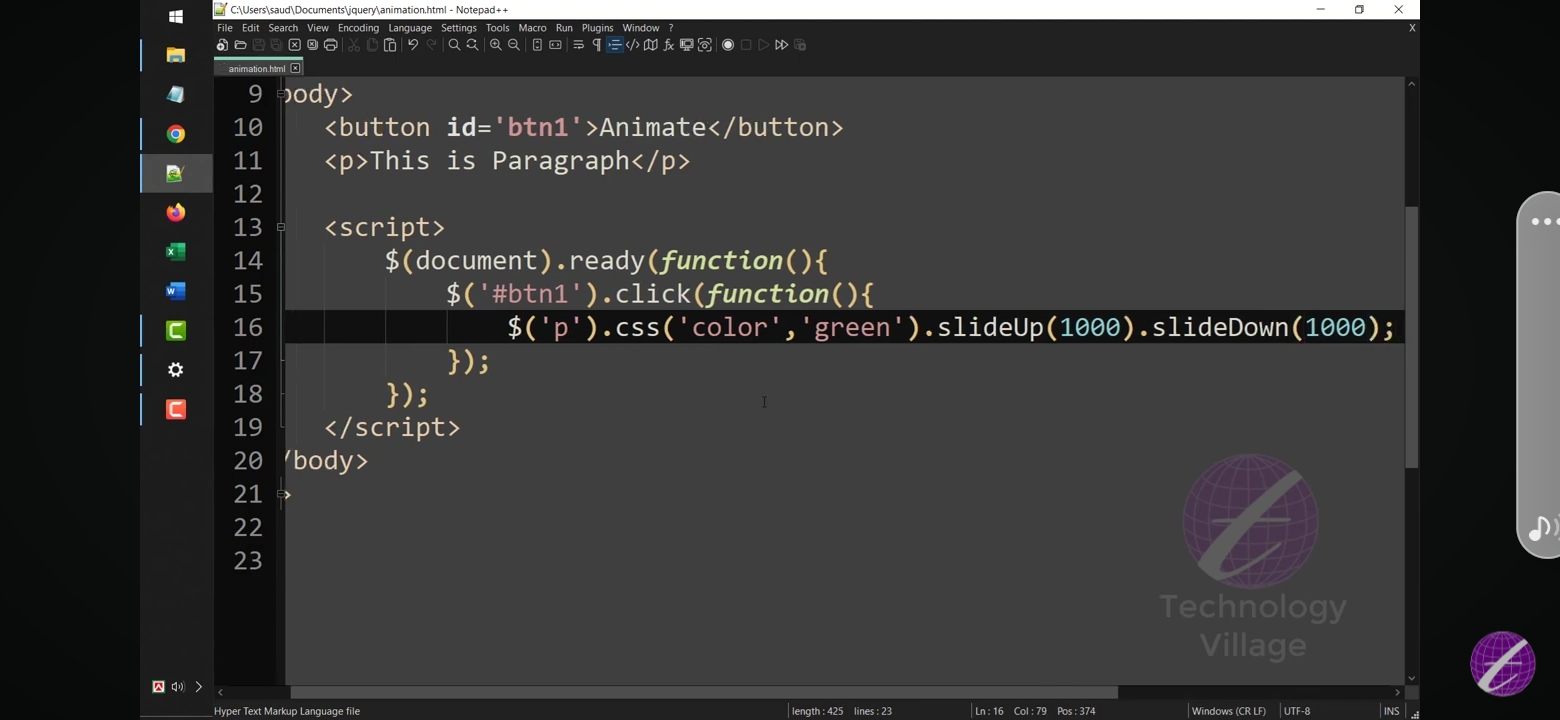 C:\Users\saud\Documents\jquery\animation.html - Notepad++
File Edit Search View Encoding Language Settings Tools Macro Run Plugins Window ? X
animation.html
9 body>
10 <button id='btn1'>Animate</button>
11 <p>This is Paragraph</p>
12
13 <script>
14 $(document).ready(function(){
15 $('#btn1').click(function(){
16 $('p').css('color','green').slideUp(1000).slideDown(1000);
17 });
18 });
19 </script>
20 /body>
21 >
22
23
Technology
Village
Hyper Text Markup Language file length : 425 lines : 23 Ln : 16 Col : 79 Pos : 374 Windows (CR LF) UTF-8 INS